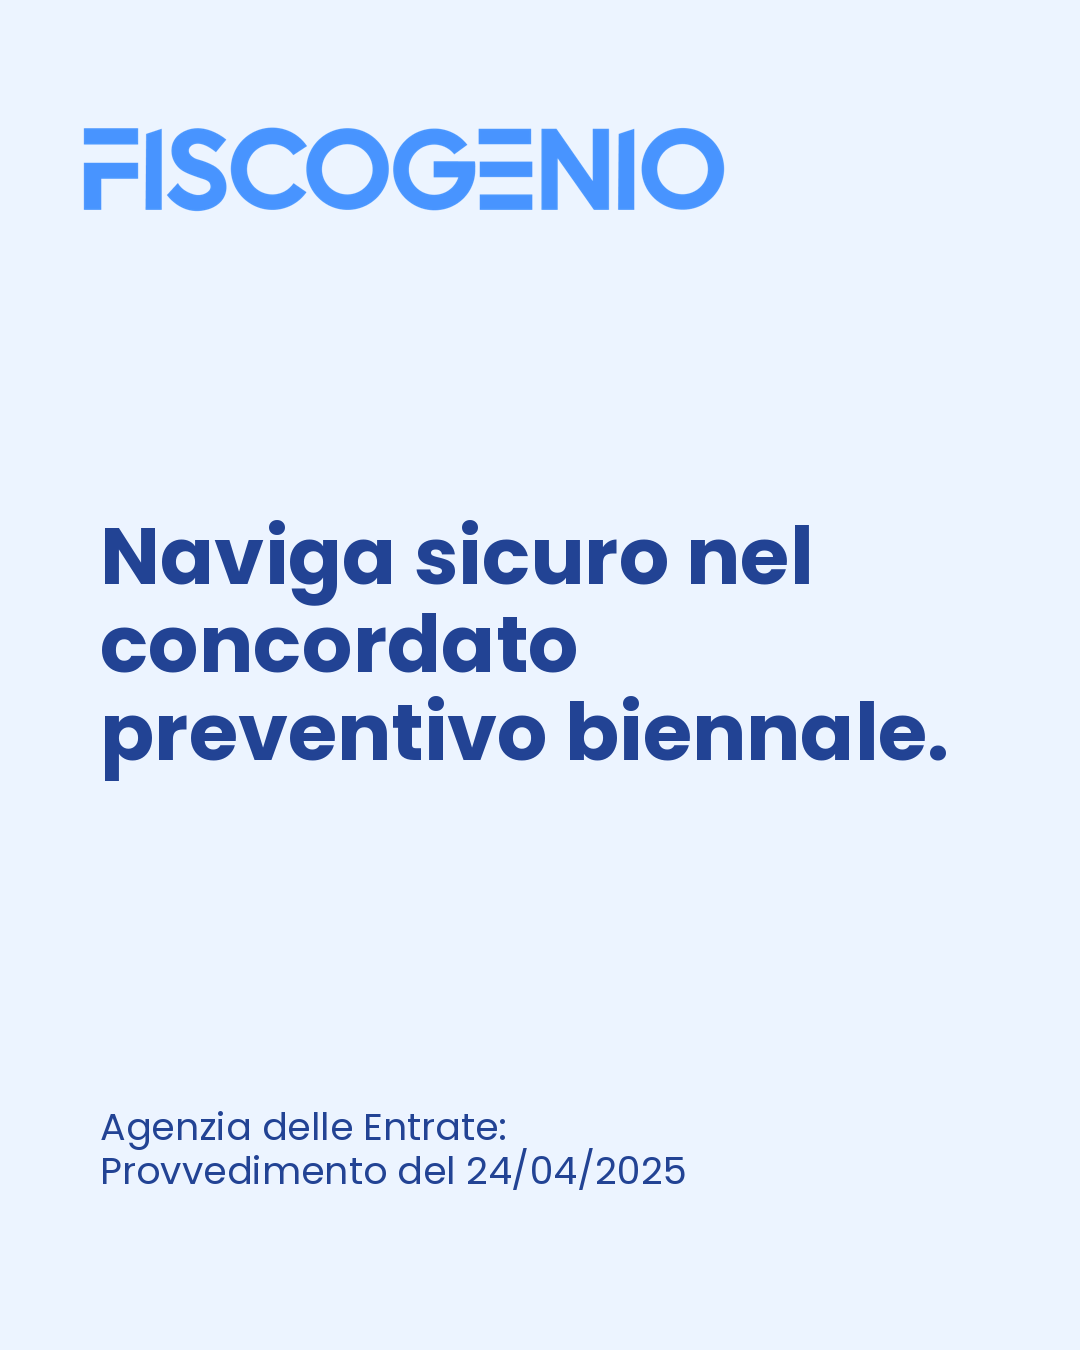 FISCOGENIO
Naviga sicuro nel
concordato
preventivo biennale.
Agenzia delle Entrate:
Provvedimento del 24/04/2025